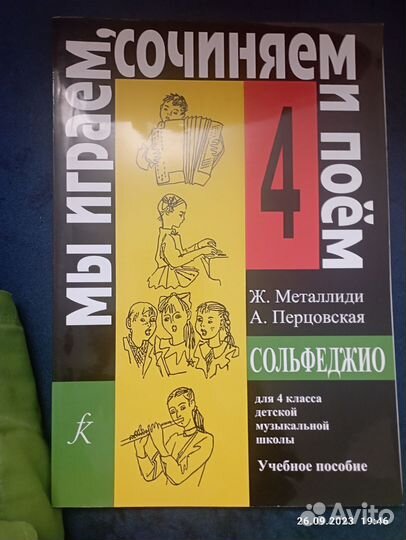 мы играем,
сочиняем
и поём
4
Ж. Металлиди
А. Перцовская
СОЛЬФЕДЖИО
для 4 класса
детской
музыкальной
школы
Учебное пособие
fk
Avito
26.09.2023 19:46